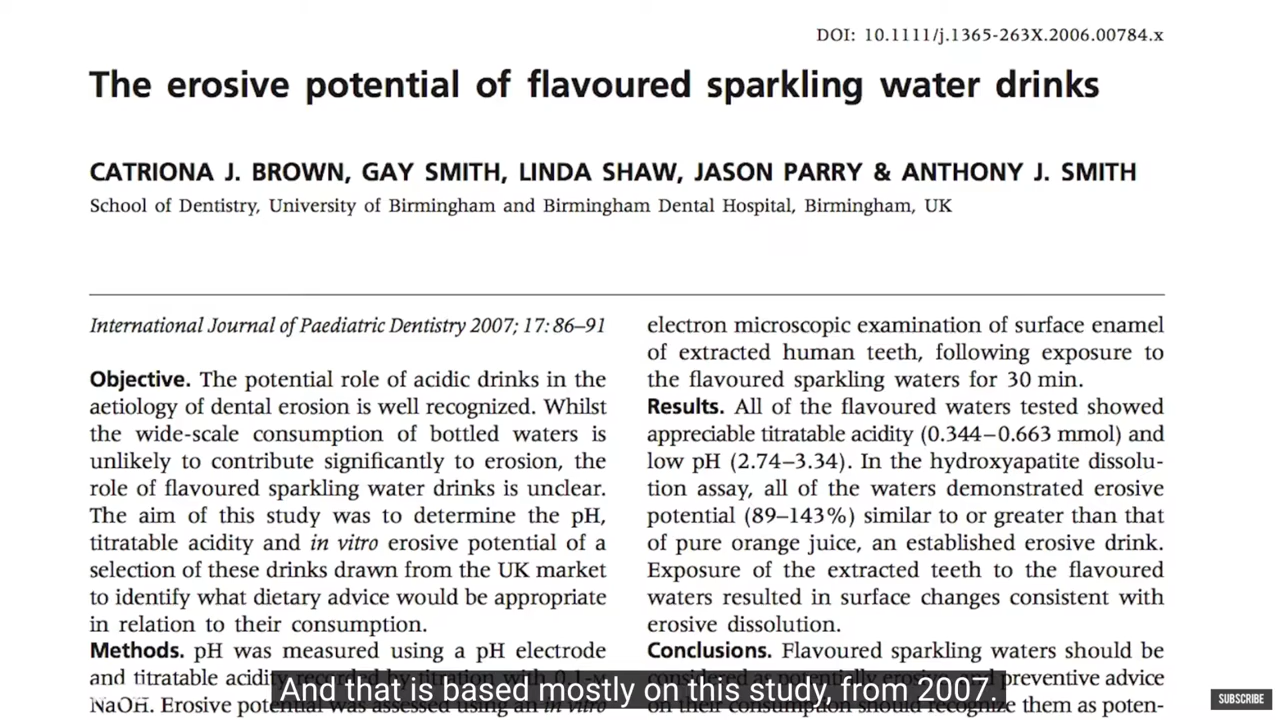 DOI: 10.1111/j.1365-263X.2006.00784.x
The erosive potential of flavoured sparkling water drinks
CATRIONA J. BROWN, GAY SMITH, LINDA SHAW, JASON PARRY & ANTHONY J. SMITH
School of Dentistry, University of Birmingham and Birmingham Dental Hospital, Birmingham, UK
International Journal of Paediatric Dentistry 2007; 17: 86–91
Objective. The potential role of acidic drinks in the
aetiology of dental erosion is well recognized. Whilst
the wide-scale consumption of bottled waters is
unlikely to contribute significantly to erosion, the
role of flavoured sparkling water drinks is unclear.
The aim of this study was to determine the pH,
titratable acidity and in vitro erosive potential of a
selection of these drinks drawn from the UK market
to identify what dietary advice would be appropriate
in relation to their consumption.
Methods. pH was measured using a pH electrode
and titratable acidity
NaOH. Erosive
electron microscopic examination of surface enamel
of extracted human teeth, following exposure to
the flavoured sparkling waters for 30 min.
Results. All of the flavoured waters tested showed
appreciable titratable acidity (0.344–0.663 mmol) and
low pH (2.74–3.34). In the hydroxyapatite dissolu-
tion assay, all of the waters demonstrated erosive
potential (89–143%) similar to or greater than that
of pure orange juice, an established erosive drink.
Exposure of the extracted teeth to the flavoured
waters resulted in surface changes consistent with
erosive dissolution.
Conclusions. Flavoured sparkling waters should be
preventive advice
them as poten-
And that is based mostly on this study, from 2007.
SUBSCRIBE